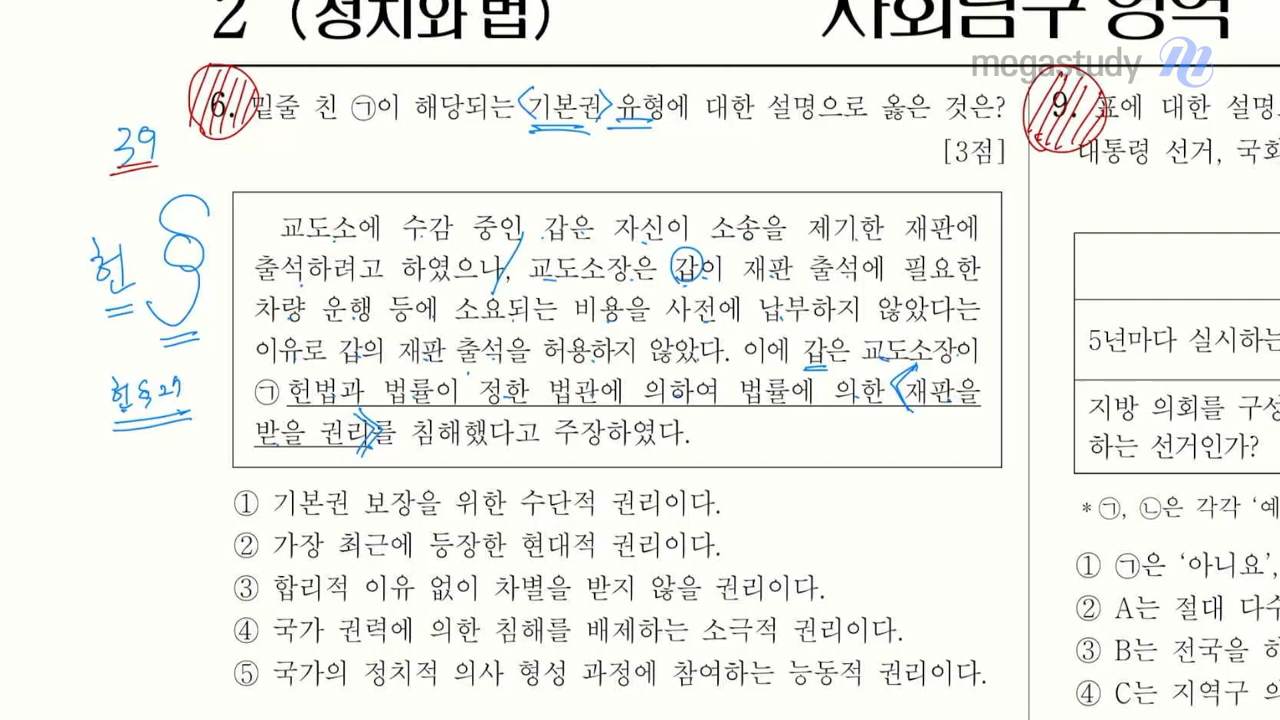 2 (정치와 법)
사회탐구 영역
megastudy
6. 밑줄 친 ㉠이 해당되는 기본권 유형에 대한 설명으로 옳은 것은?
[3점]
39
교도소에 수감 중인 갑은 자신이 소송을 제기한 재판에
출석하려고 하였으나, 교도소장은 갑이 재판 출석에 필요한
차량 운행 등에 소요되는 비용을 사전에 납부하지 않았다는
이유로 갑의 재판 출석을 허용하지 않았다. 이에 갑은 교도소장이
㉠ 헌법과 법률이 정한 법관에 의하여 법률에 의한 재판을
받을 권리를 침해했다고 주장하였다.
헌 §
헌 § 27
① 기본권 보장을 위한 수단적 권리이다.
② 가장 최근에 등장한 현대적 권리이다.
③ 합리적 이유 없이 차별을 받지 않을 권리이다.
④ 국가 권력에 의한 침해를 배제하는 소극적 권리이다.
⑤ 국가의 정치적 의사 형성 과정에 참여하는 능동적 권리이다.
9. 표에 대한 설명
대통령 선거, 국회
5년마다 실시하는
지방 의회를 구성
하는 선거인가?
* ㉠, ㉡은 각각 ‘예
① ㉠은 ‘아니요’,
② A는 절대 다수
③ B는 전국을 하
④ C는 지역구 의